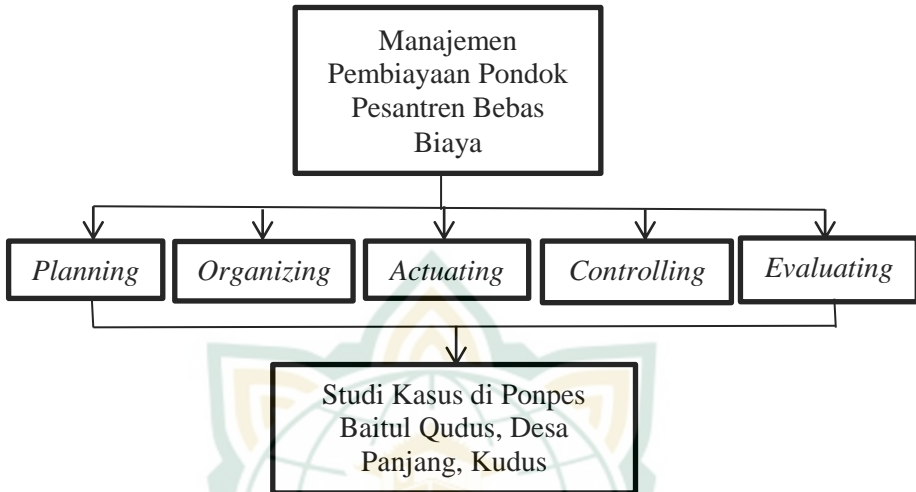 Manajemen
Pembiayaan Pondok
Pesantren Bebas
Biaya
Planning
Organizing
Actuating
Controlling
Evaluating
Studi Kasus di Ponpes
Baitul Qudus, Desa
Panjang, Kudus